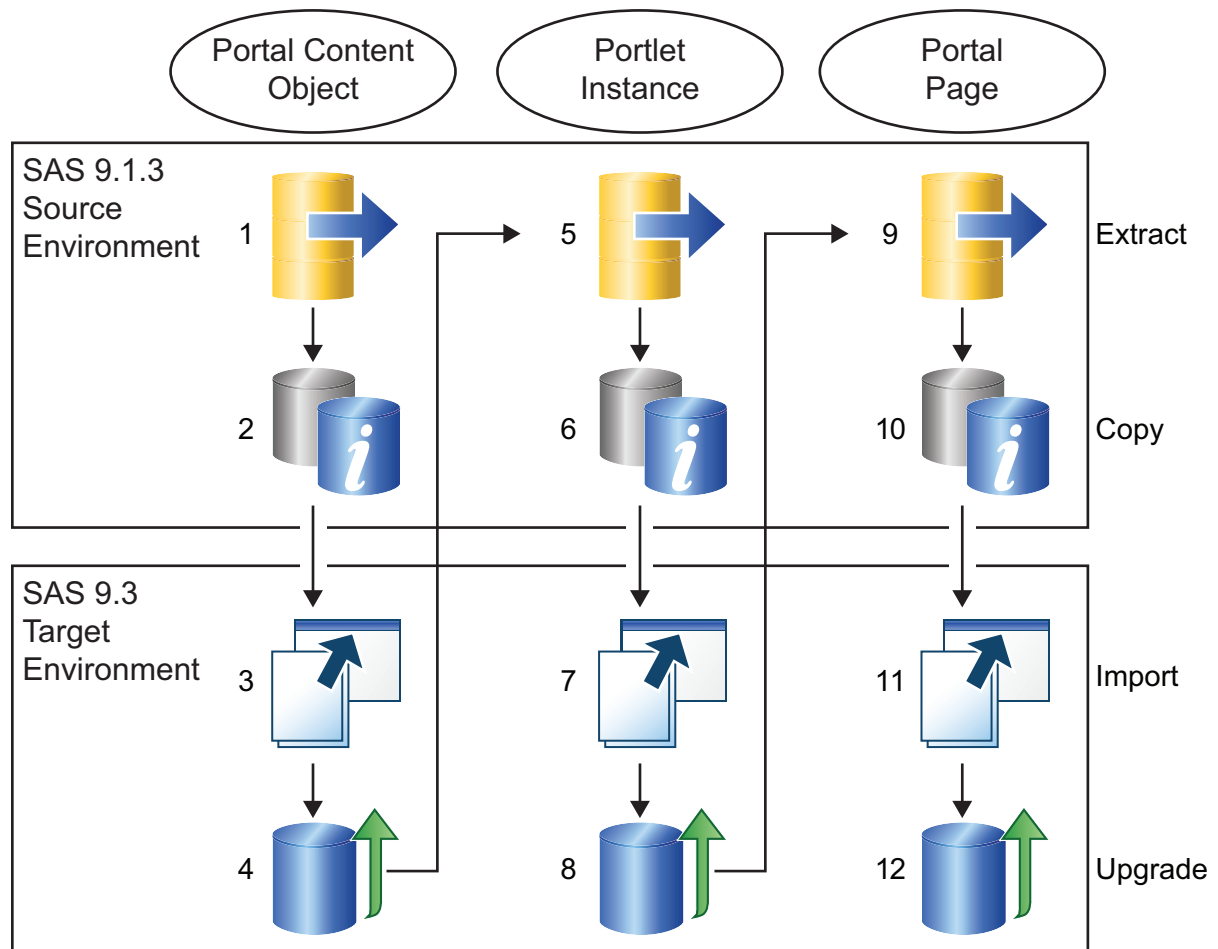 Portal Content
Object
Portlet
Instance
Portal
Page
SAS 9.1.3
Source
Environment
1
5
9
Extract
2
6
10
Copy
SAS 9.3
Target
Environment
3
7
11
Import
4
8
12
Upgrade